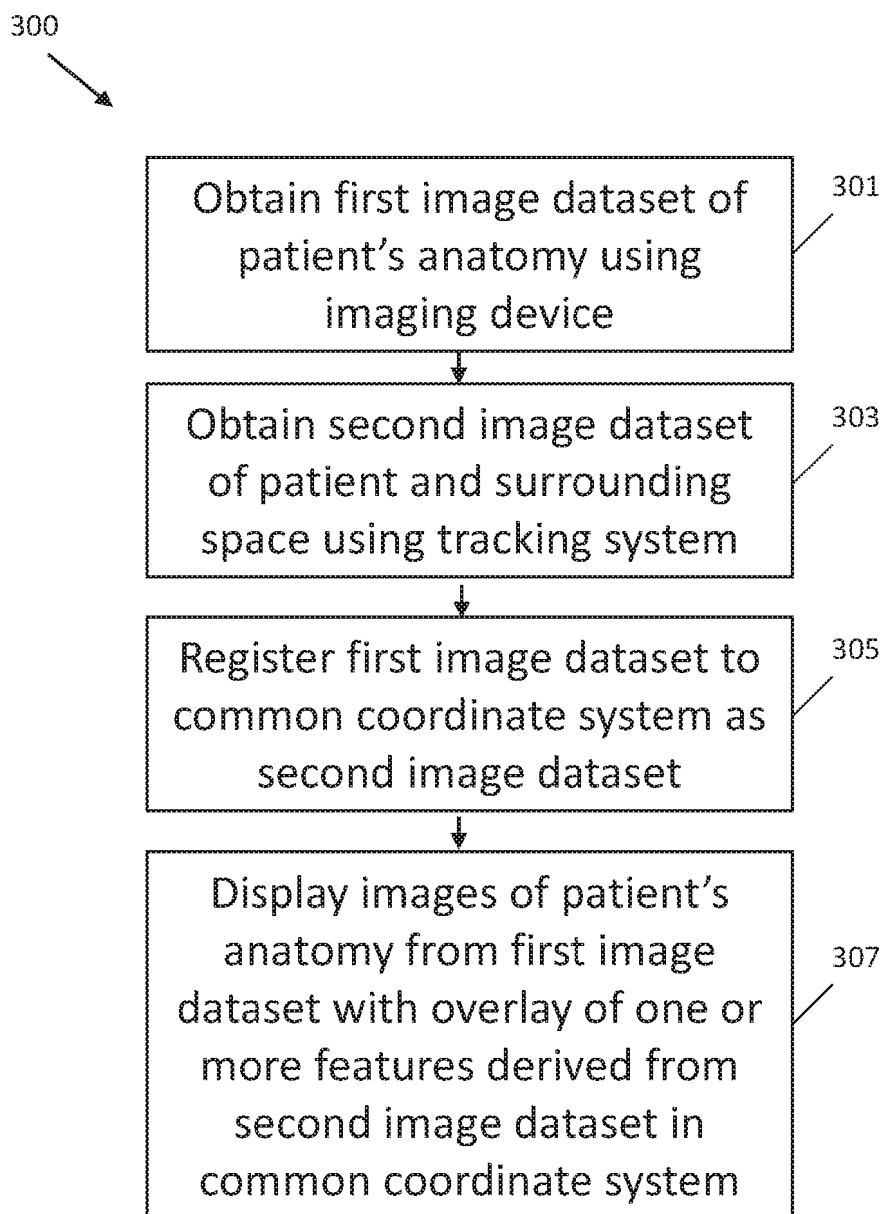 300
Obtain first image dataset of
patient’s anatomy using
imaging device
301
Obtain second image dataset
of patient and surrounding
space using tracking system
303
Register first image dataset to
common coordinate system as
second image dataset
305
Display images of patient’s
anatomy from first image
dataset with overlay of one or
more features derived from
second image dataset in
common coordinate system
307